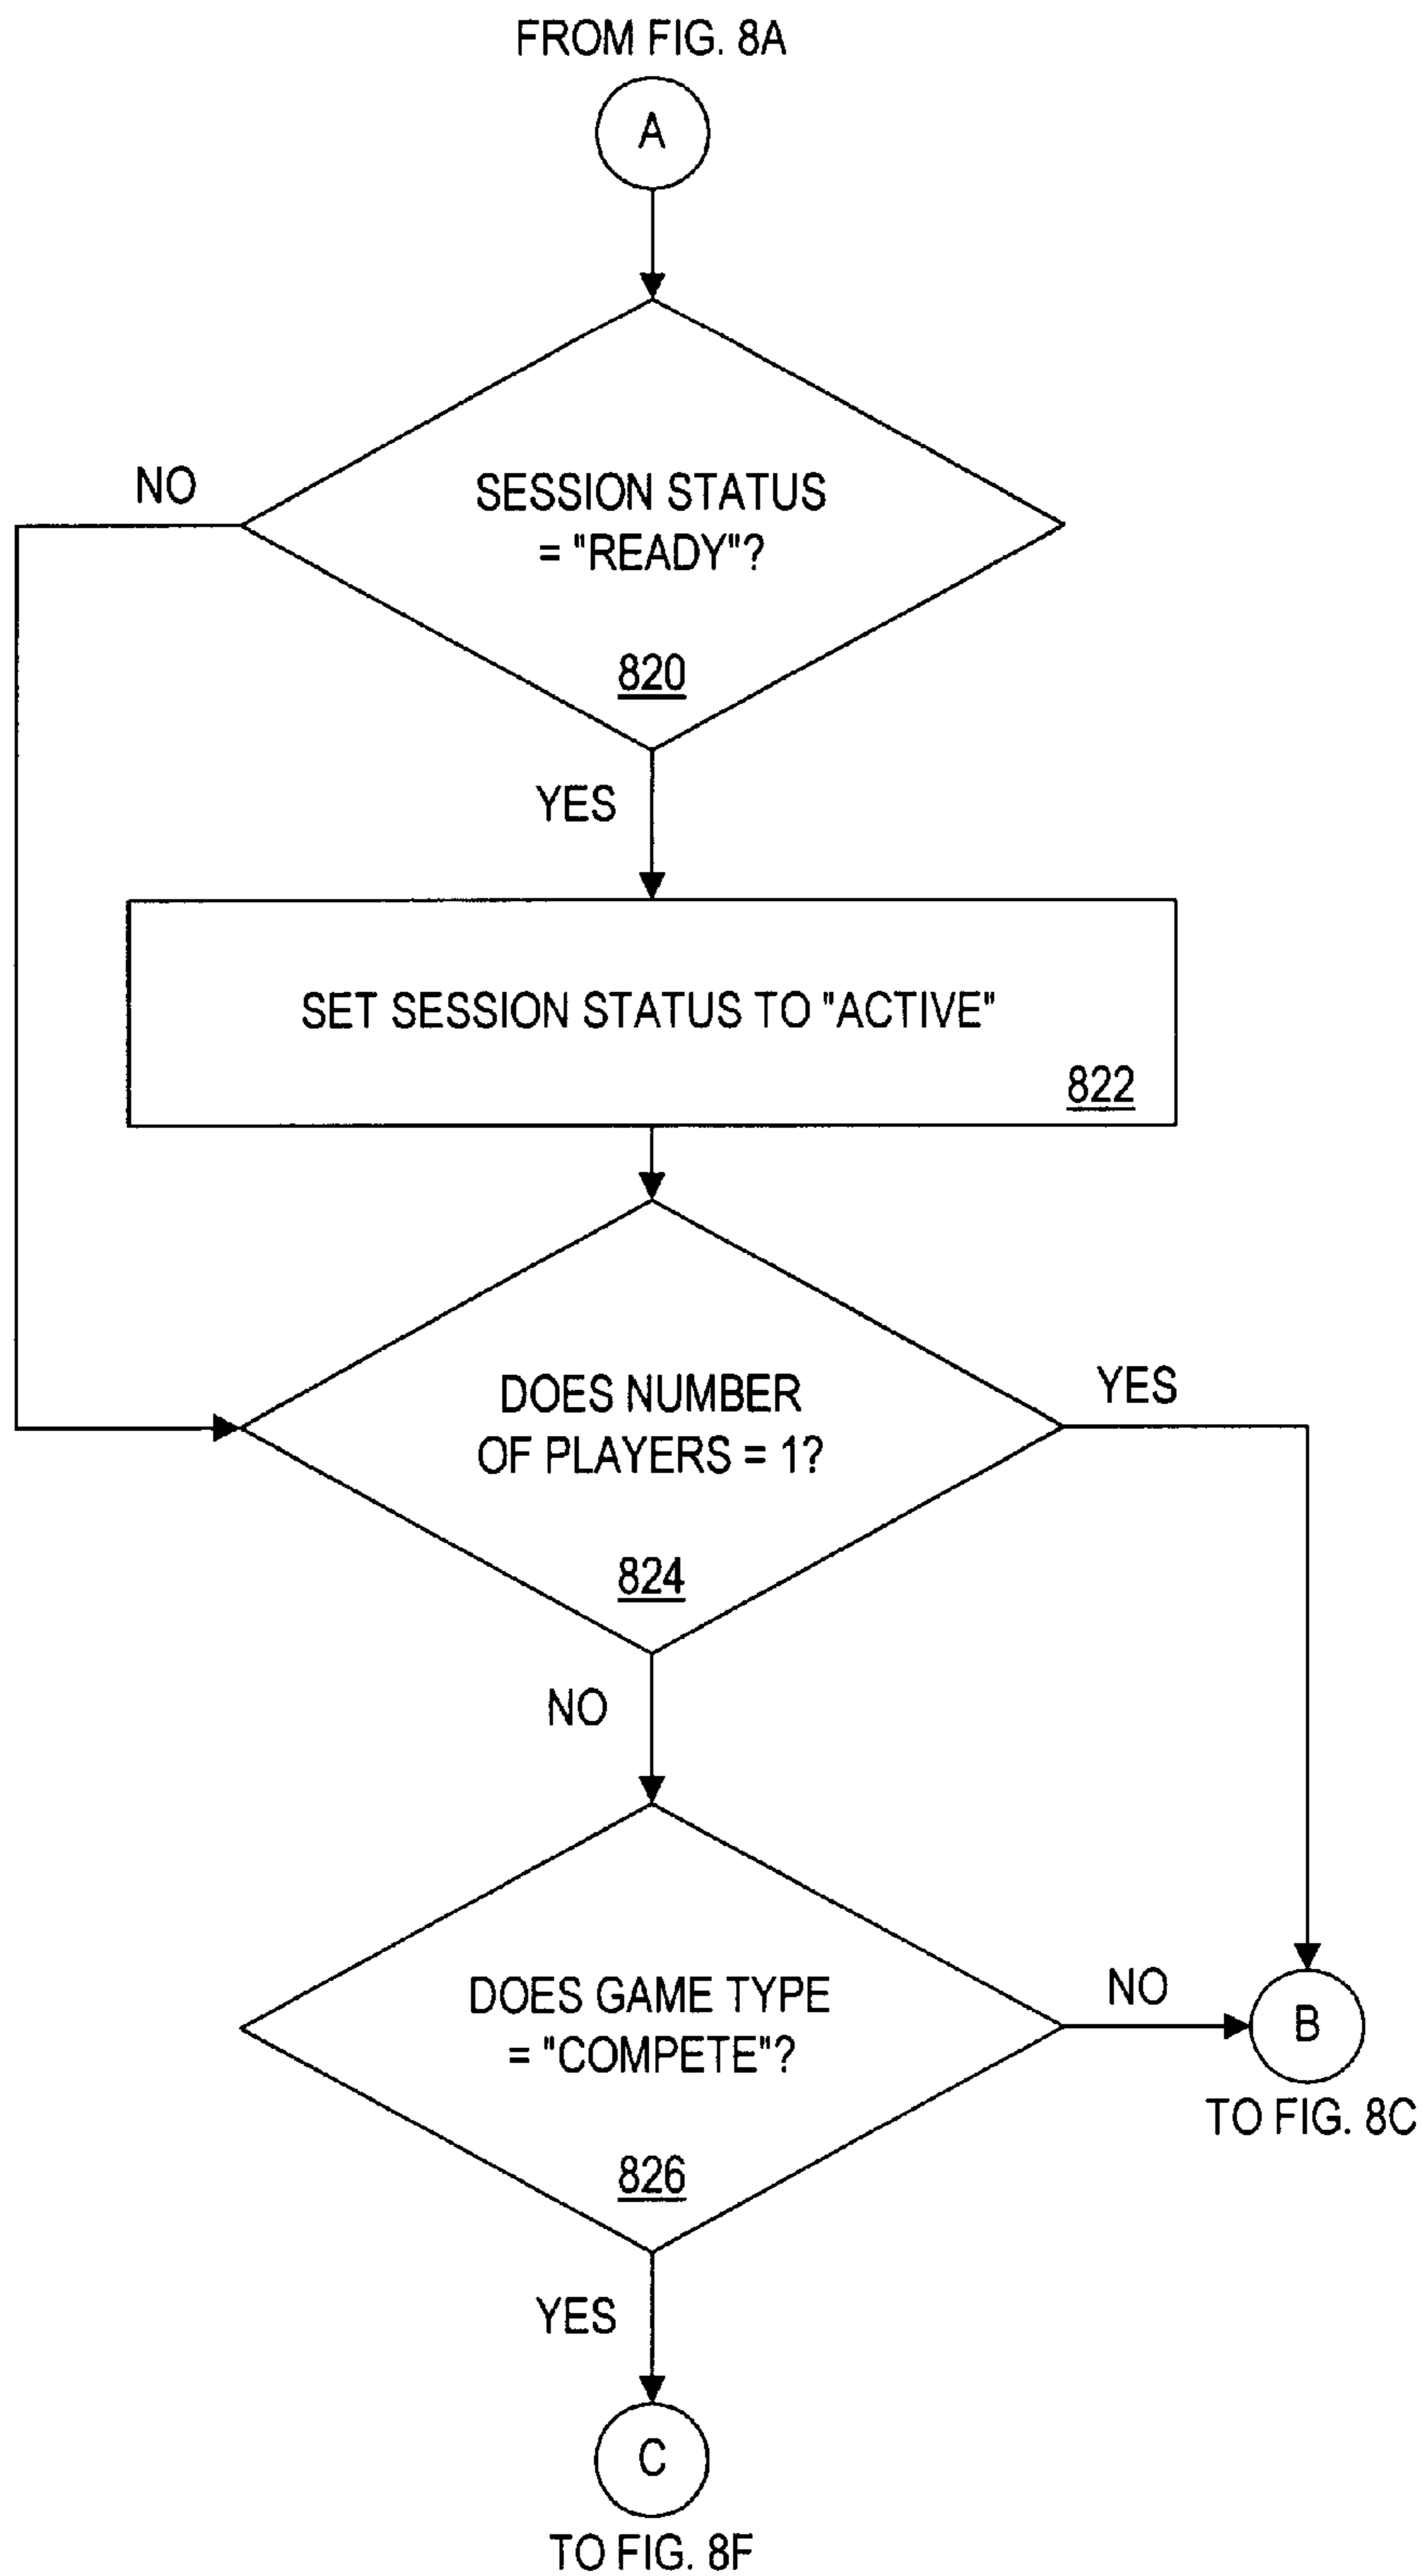 FROM FIG. 8A
A
NO
SESSION STATUS
= "READY"?
820
YES
SET SESSION STATUS TO "ACTIVE"
822
DOES NUMBER
OF PLAYERS = 1?
YES
824
NO
DOES GAME TYPE
= "COMPETE"?
NO
B
TO FIG. 8C
826
YES
C
TO FIG. 8F